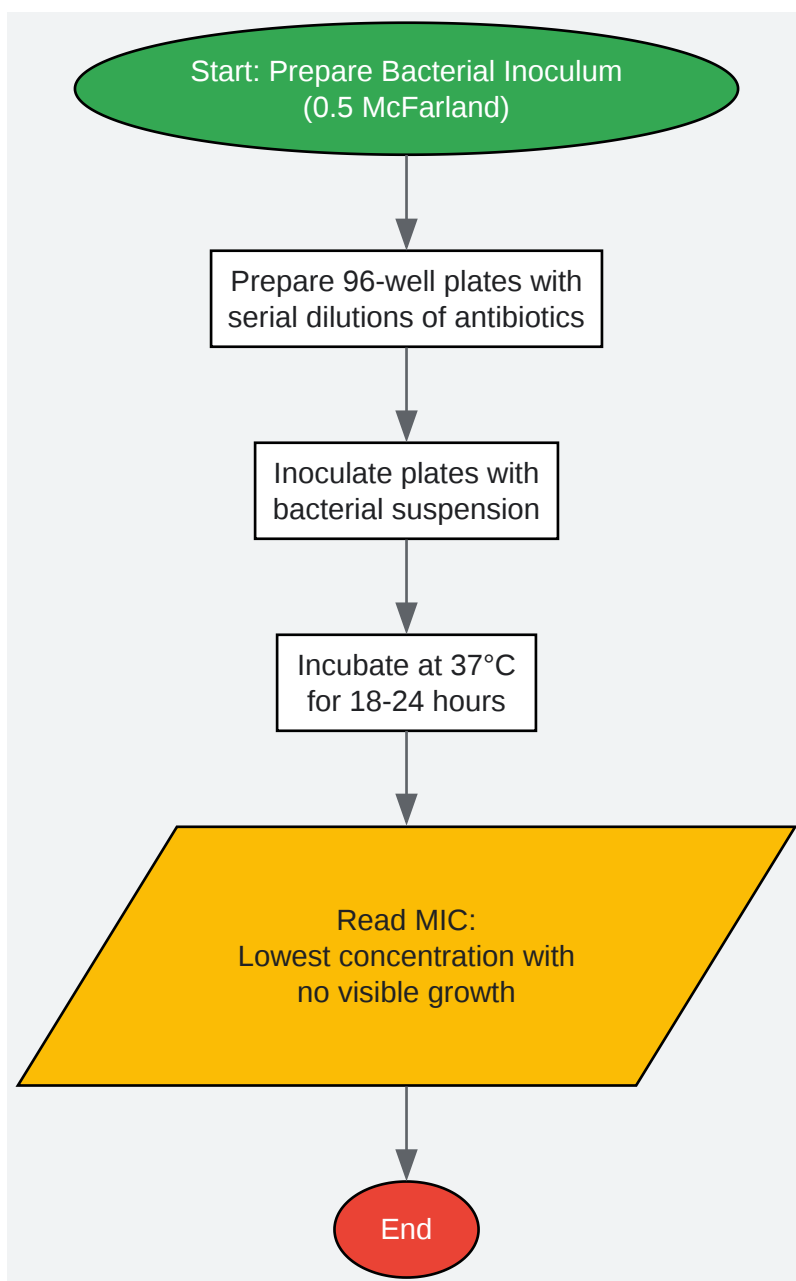 Start: Prepare Bacterial Inoculum
(0.5 McFarland)
Prepare 96-well plates with
serial dilutions of antibiotics
Inoculate plates with
bacterial suspension
Incubate at 37°C
for 18-24 hours
Read MIC:
Lowest concentration with
no visible growth
End